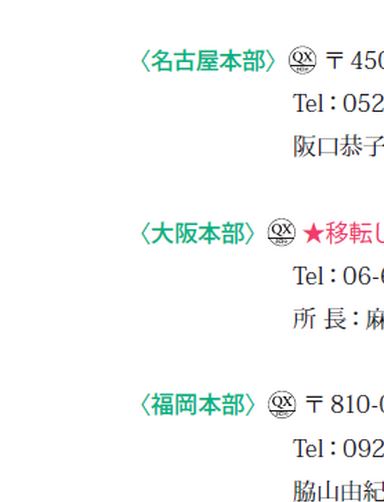 〈名古屋本部〉 QX 〒450
Tel：052
阪口恭子
〈大阪本部〉 QX ★移転し
Tel：06-6
所 長：麻
〈福岡本部〉 QX 〒810-0
Tel：092
脇山由紀